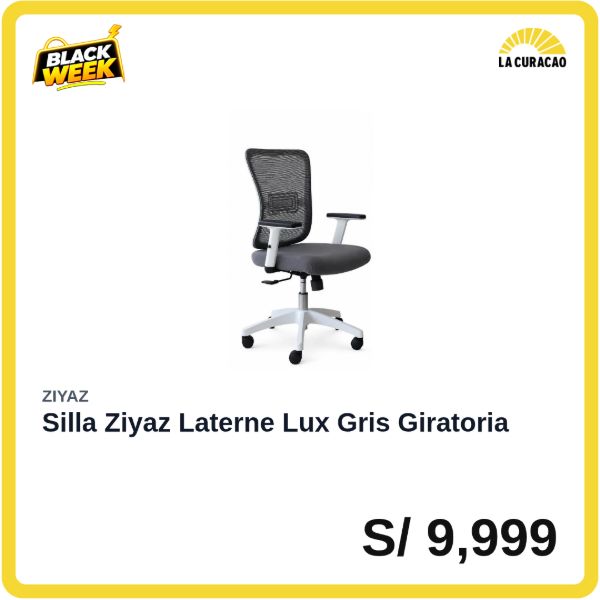 BLACK
WEEK
LA CURACAO
ZIYAZ
Silla Ziyaz Laterne Lux Gris Giratoria
S/ 9,999